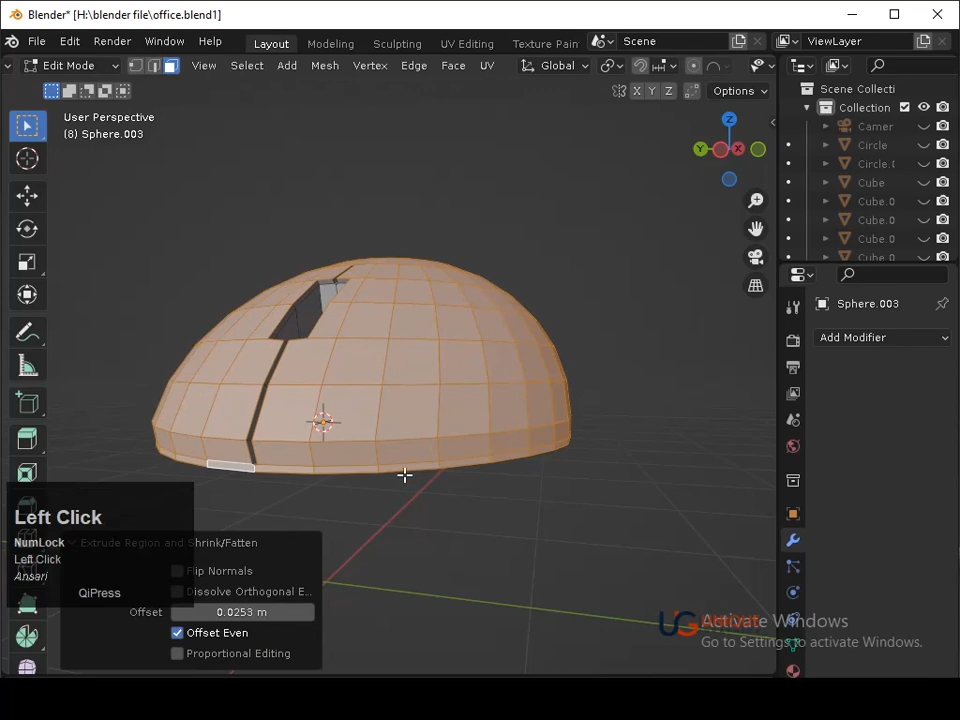 Blender* [H:\blender file\office.blend1]
File Edit Render Window Help Layout Modeling Sculpting UV Editing Texture Pain Scene ViewLayer
Edit Mode View Select Add Mesh Vertex Edge Face UV Global
X Y Z Options
User Perspective
(8) Sphere.003
Z
Y X
Scene Collecti
Collection
Camer
Circle
Circle.(
Cube
Cube.0
Cube.0
Cube.0
Cube.0
Sphere.003
Add Modifier
Left Click
NumLock
Left Click
Ansari
QiPress
Extrude Region and Shrink/Fatten
Flip Normals
Dissolve Orthogonal E...
Offset 0.0253 m
Offset Even
Proportional Editing
Activate Windows
Go to Settings to activate Windows.